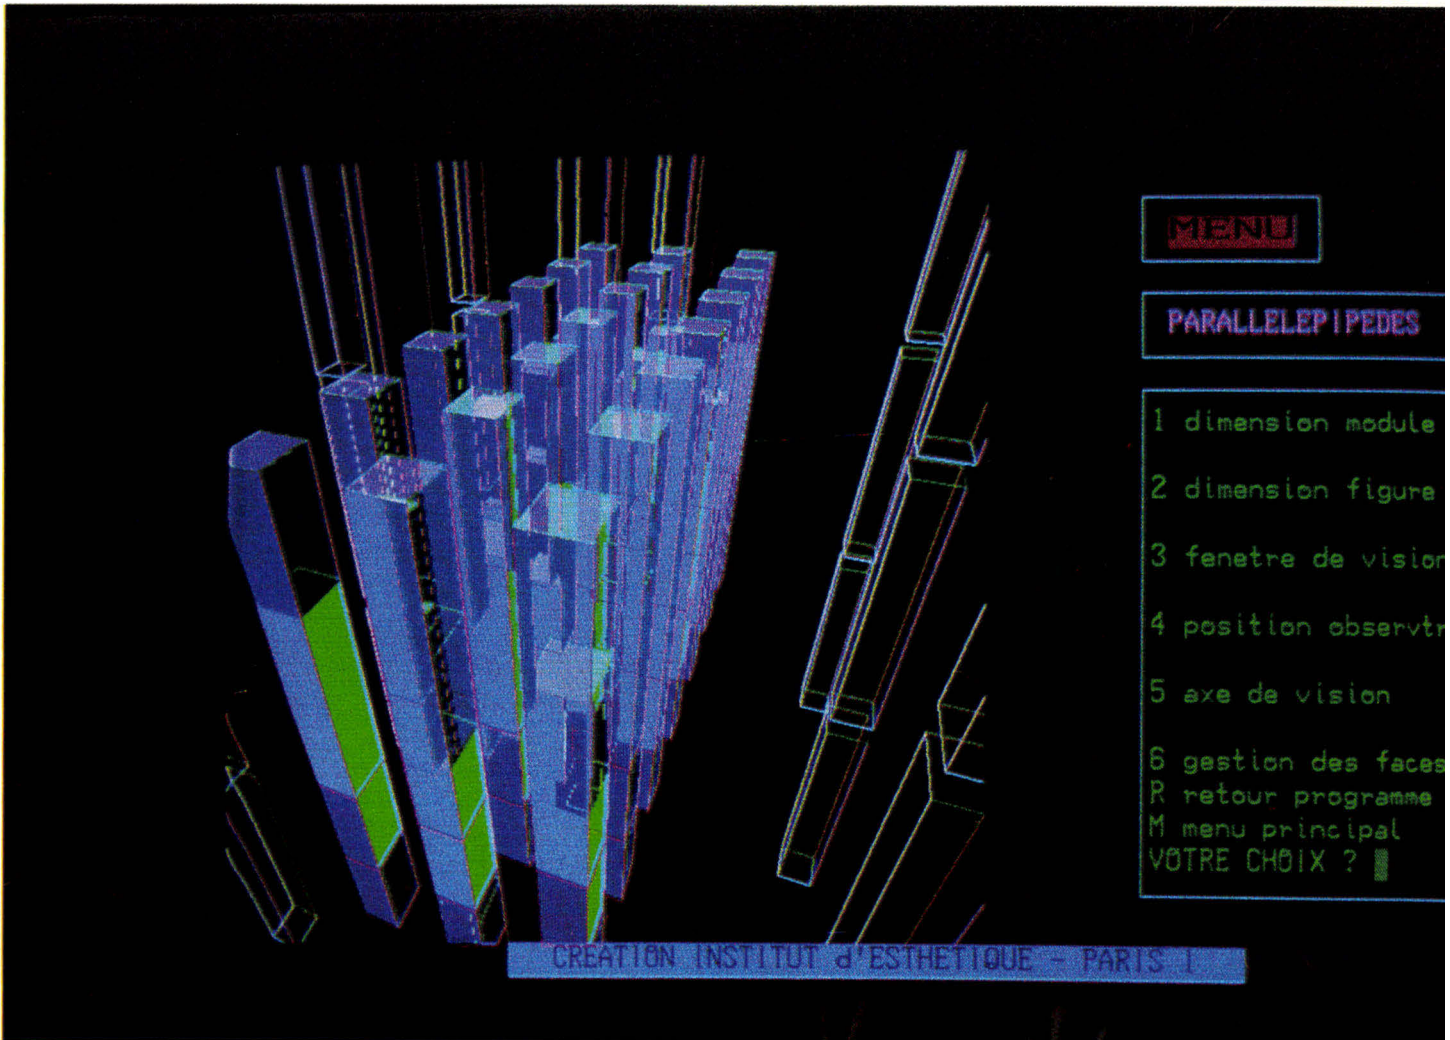 MENU
PARALLELEPIPEDES
1 dimension module
2 dimension figure
3 fenetre de vision
4 position observtr
5 axe de vision
6 gestion des faces
R retour programme
M menu principal
VOTRE CHOIX ?
CREATION INSTITUT d'ESTHETIQUE - PARIS I